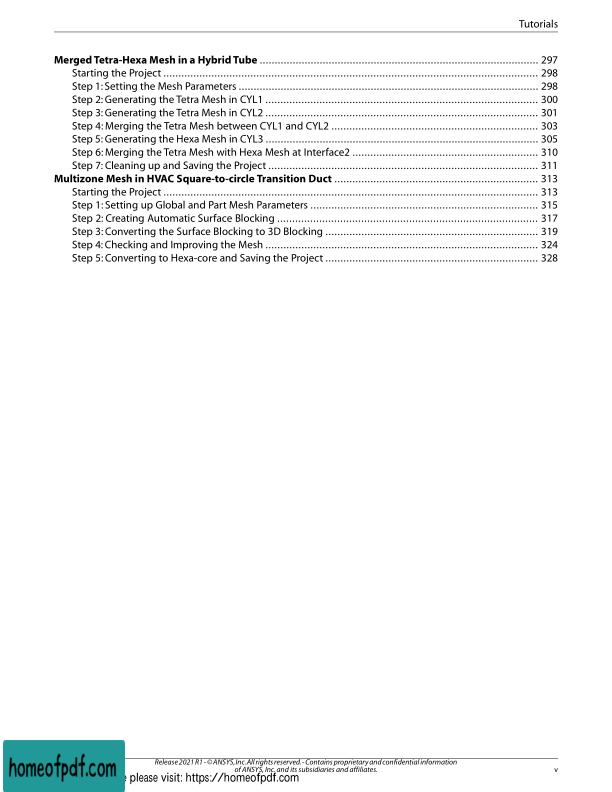 Tutorials
Merged Tetra-Hexa Mesh in a Hybrid Tube ........ 297
Starting the Project ........ 298
Step 1: Setting the Mesh Parameters ........ 298
Step 2: Generating the Tetra Mesh in CYL1 ........ 300
Step 3: Generating the Tetra Mesh in CYL2 ........ 301
Step 4: Merging the Tetra Mesh between CYL1 and CYL2 ........ 303
Step 5: Generating the Hexa Mesh in CYL3 ........ 305
Step 6: Merging the Tetra Mesh with Hexa Mesh at Interface2 ........ 310
Step 7: Cleaning up and Saving the Project ........ 311
Multizone Mesh in HVAC Square-to-circle Transition Duct ........ 313
Starting the Project ........ 313
Step 1: Setting up Global and Part Mesh Parameters ........ 315
Step 2: Creating Automatic Surface Blocking ........ 317
Step 3: Converting the Surface Blocking to 3D Blocking ........ 319
Step 4: Checking and Improving the Mesh ........ 324
Step 5: Converting to Hexa-core and Saving the Project ........ 328
Release 2021 R1 - © ANSYS, Inc. All rights reserved. - Contains proprietary and confidential information
of ANSYS, Inc. and its subsidiaries and affiliates. v
homeofpdf.com
please visit: https://homeofpdf.com